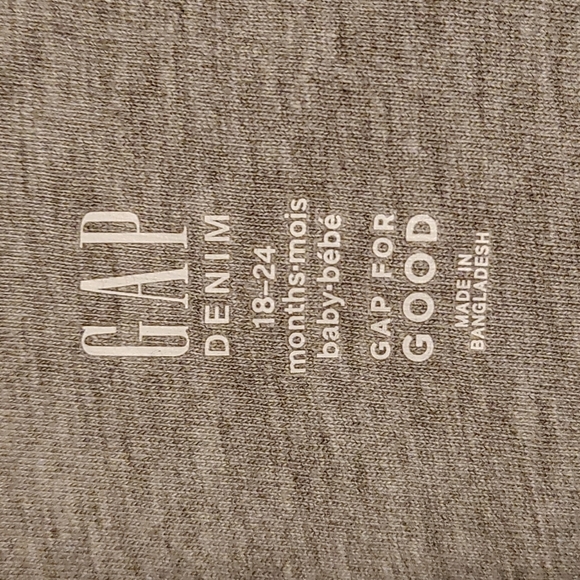 GAP
DENIM
18-24
months·mois
baby·bébé
GAP FOR
GOOD
MADE IN
BANGLADESH